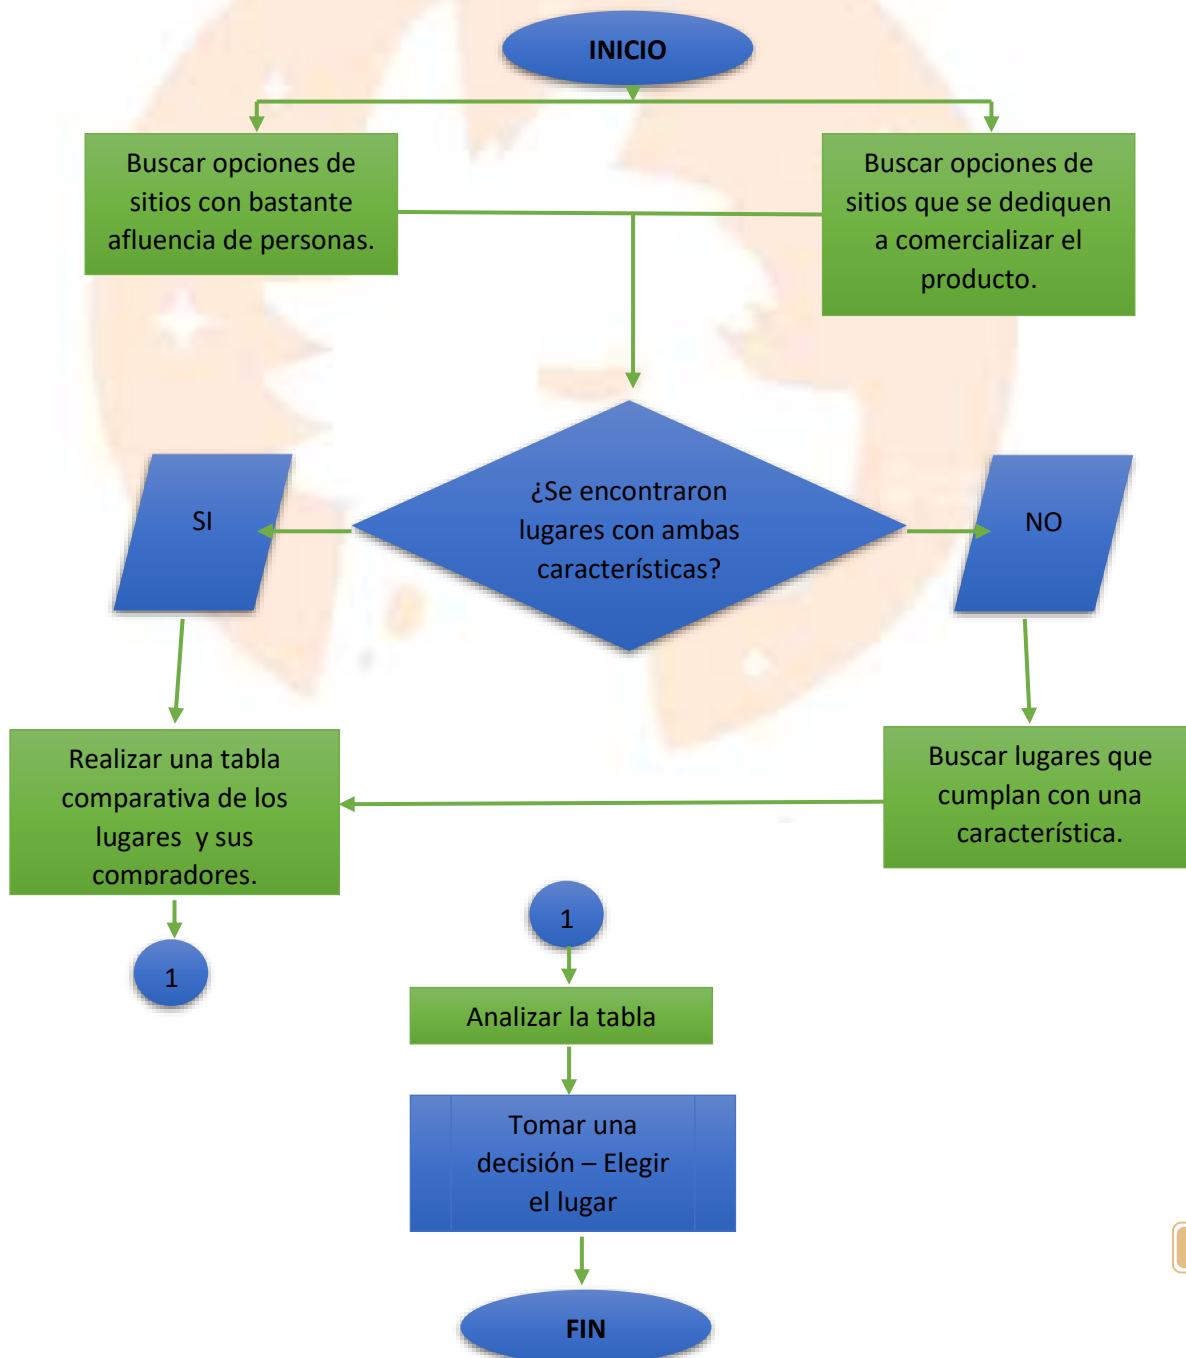 INICIO
Buscar opciones de
sitios con bastante
afluencia de personas.
Buscar opciones de
sitios que se dediquen
a comercializar el
producto.
¿Se encontraron
lugares con ambas
características?
SI
NO
Realizar una tabla
comparativa de los
lugares y sus
compradores.
Buscar lugares que
cumplan con una
característica.
1
1
Analizar la tabla
Tomar una
decisión – Elegir
el lugar
FIN